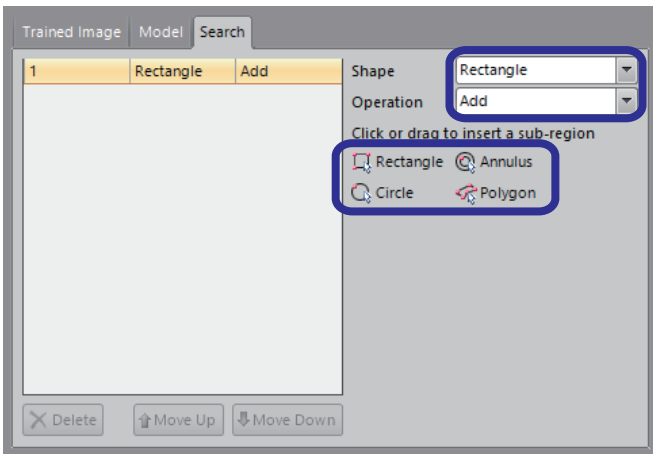 Trained Image Model Search
1 Rectangle Add
Shape Rectangle
Operation Add
Click or drag to insert a sub-region
Rectangle Annulus
Circle Polygon
Delete Move Up Move Down